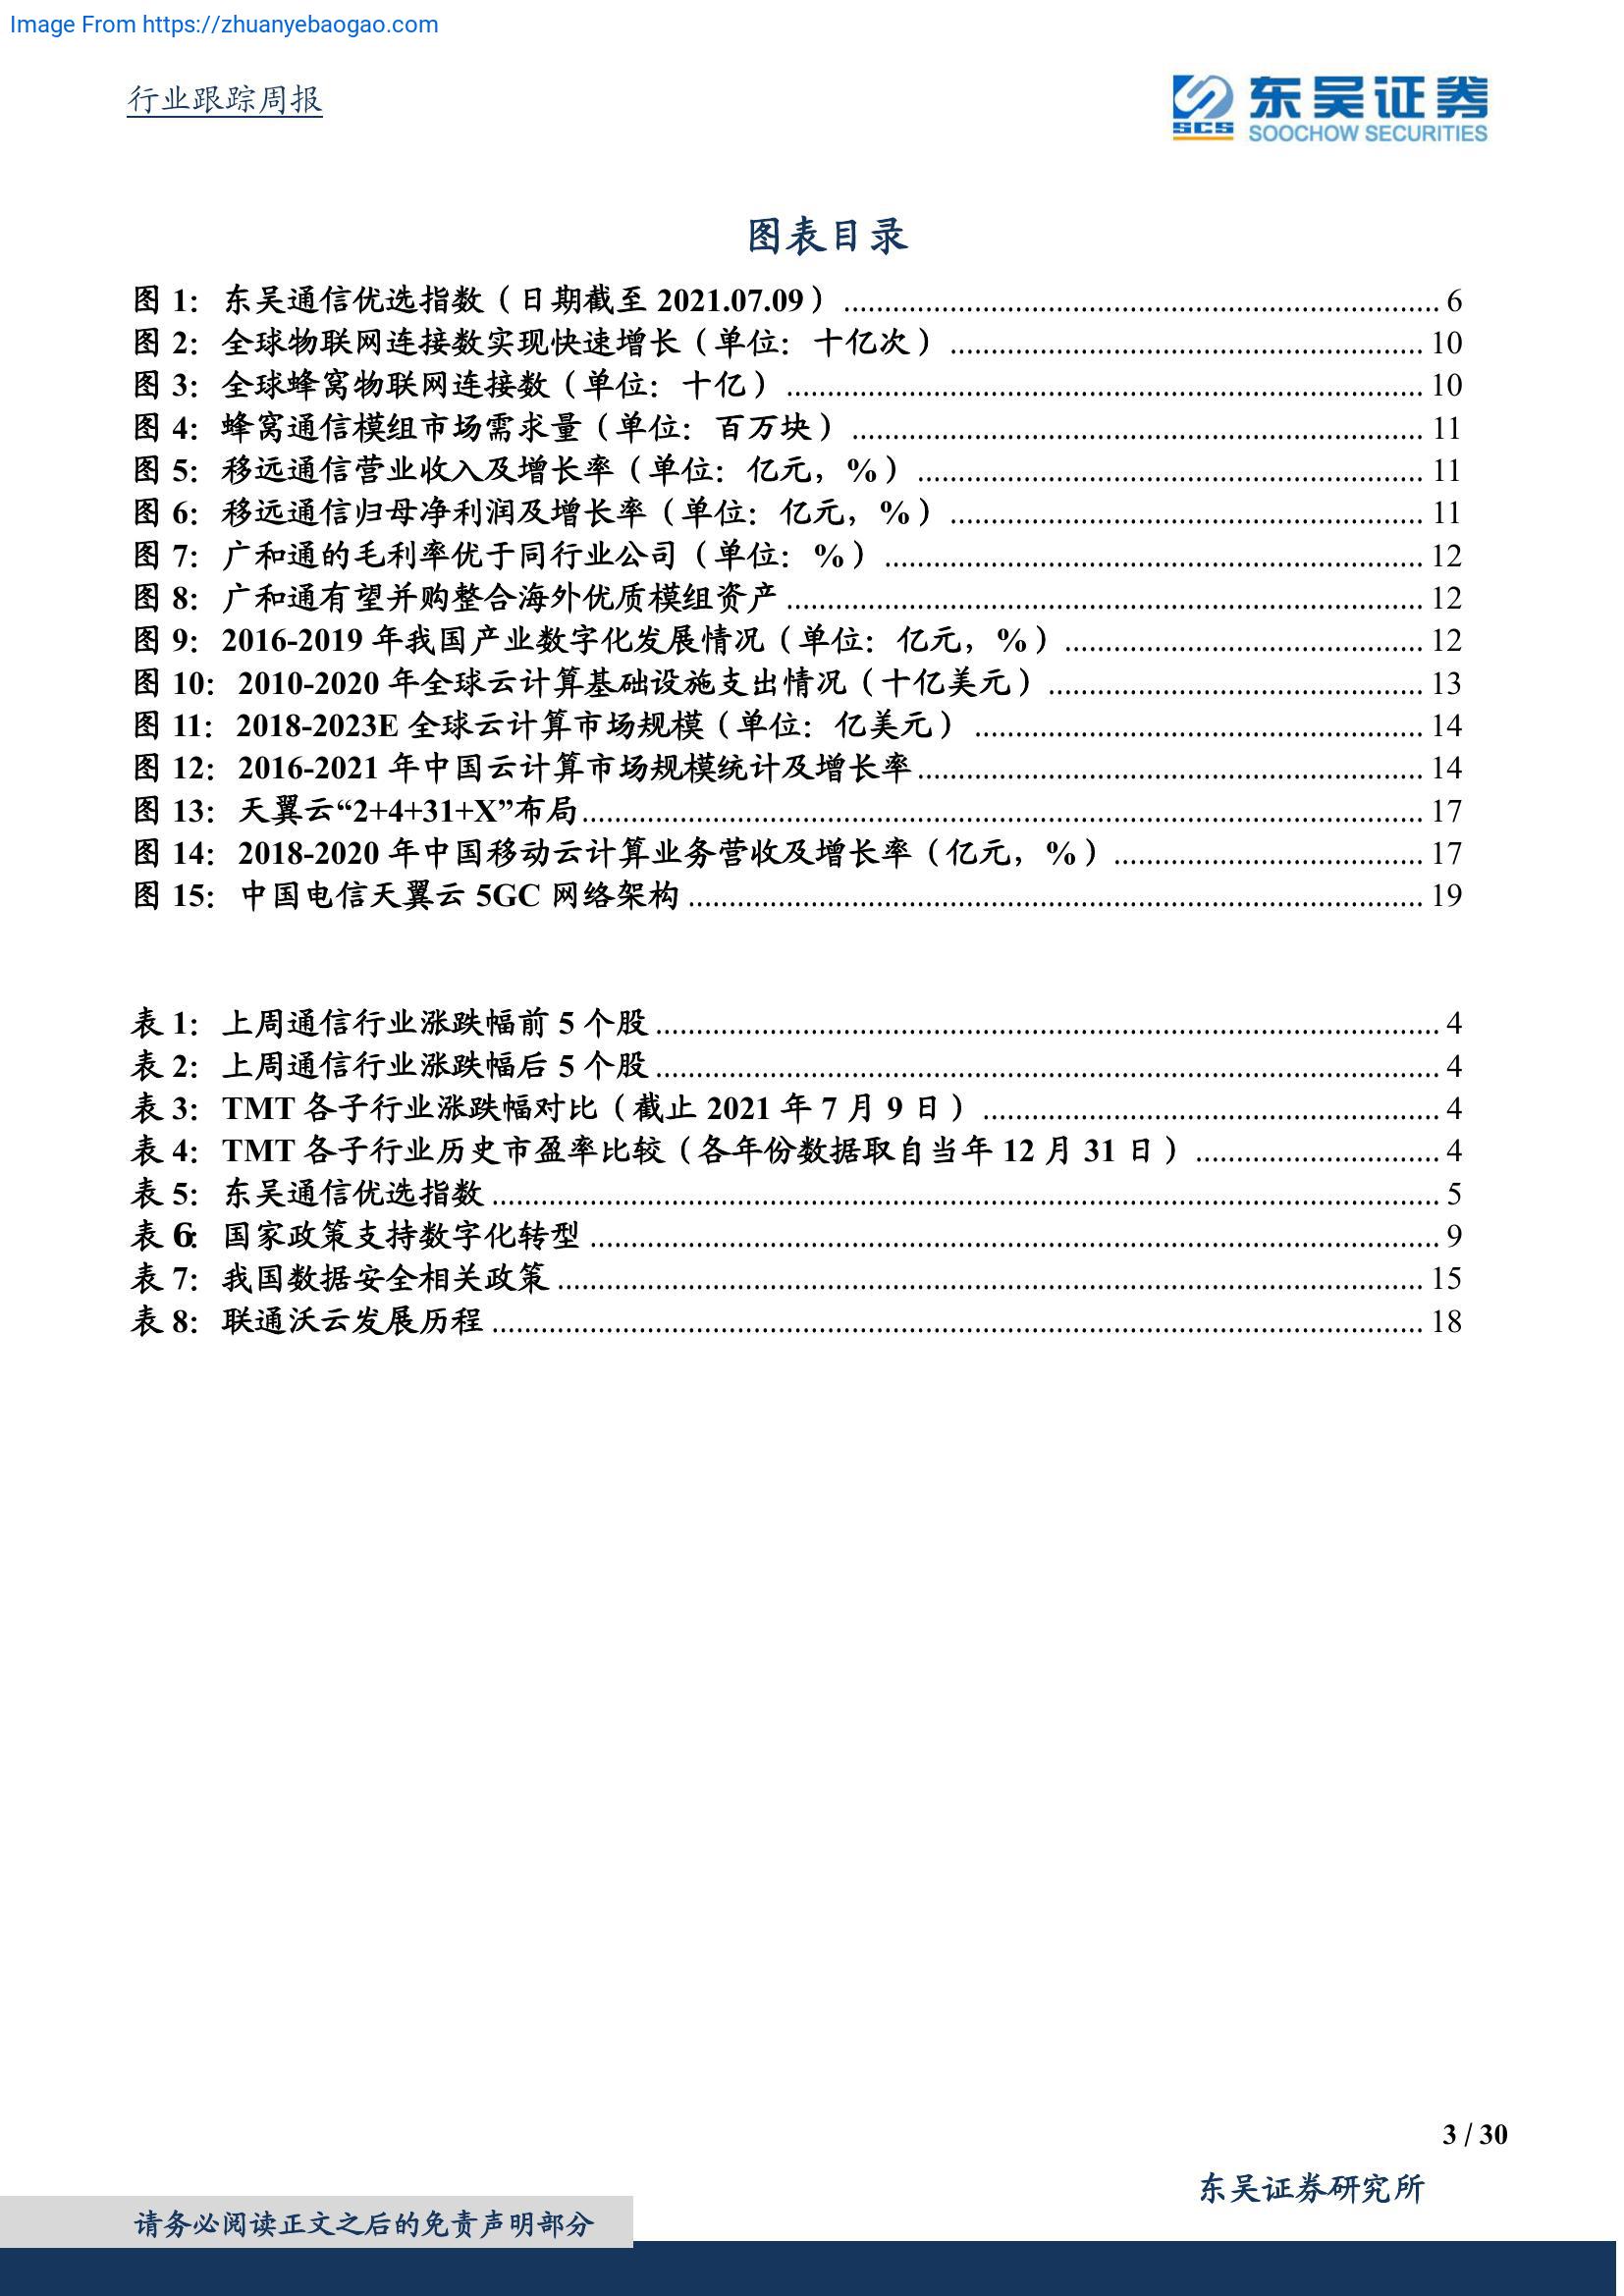 Image From https://zhuanyebaogao.com
行业跟踪周报
东吴证券
SCS
SOOCHOW SECURITIES
图表目录
图 1： 东吴通信优选指数（日期截至 2021.07.09） ........................ 6
图 2： 全球物联网连接数实现快速增长（单位：十亿次） ........................ 10
图 3： 全球蜂窝物联网连接数（单位：十亿） ........................ 10
图 4： 蜂窝通信模组市场需求量（单位：百万块） ........................ 11
图 5： 移远通信营业收入及增长率（单位：亿元，%） ........................ 11
图 6： 移远通信归母净利润及增长率（单位：亿元，%） ........................ 11
图 7： 广和通的毛利率优于同行业公司（单位：%） ........................ 12
图 8： 广和通有望并购整合海外优质模组资产 ........................ 12
图 9： 2016-2019 年我国产业数字化发展情况（单位：亿元，%） ........................ 12
图 10： 2010-2020 年全球云计算基础设施支出情况（十亿美元） ........................ 13
图 11： 2018-2023E 全球云计算市场规模（单位：亿美元） ........................ 14
图 12： 2016-2021 年中国云计算市场规模统计及增长率 ........................ 14
图 13： 天翼云“2+4+31+X”布局 ........................ 17
图 14： 2018-2020 年中国移动云计算业务营收及增长率（亿元，%） ........................ 17
图 15： 中国电信天翼云 5GC 网络架构 ........................ 19
表 1： 上周通信行业涨跌幅前 5 个股 ........................ 4
表 2： 上周通信行业涨跌幅后 5 个股 ........................ 4
表 3： TMT 各子行业涨跌幅对比（截止 2021 年 7 月 9 日） ........................ 4
表 4： TMT 各子行业历史市盈率比较（各年份数据取自当年 12 月 31 日） ........................ 4
表 5： 东吴通信优选指数 ........................ 5
表 6： 国家政策支持数字化转型 ........................ 9
表 7： 我国数据安全相关政策 ........................ 15
表 8： 联通沃云发展历程 ........................ 18
3 / 30
东吴证券研究所
请务必阅读正文之后的免责声明部分